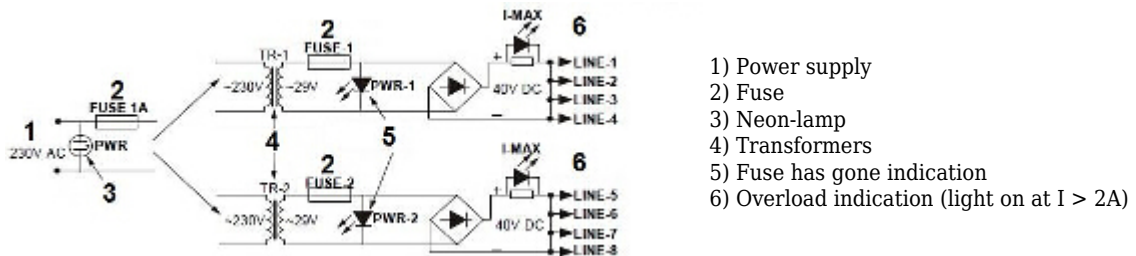 I-MAX
6
2
FUSE-1
TR-1
+
LINE-1
LINE-2
LINE-3
LINE-4
~230V
~29V
PWR-1
40V DC
−
2
FUSE 1A
1
230V AC
PWR
3
4
5
I-MAX
6
2
FUSE-2
TR-2
+
LINE-5
LINE-6
LINE-7
LINE-8
~230V
~29V
PWR-2
40V DC
−
1) Power supply
2) Fuse
3) Neon-lamp
4) Transformers
5) Fuse has gone indication
6) Overload indication (light on at I > 2A)